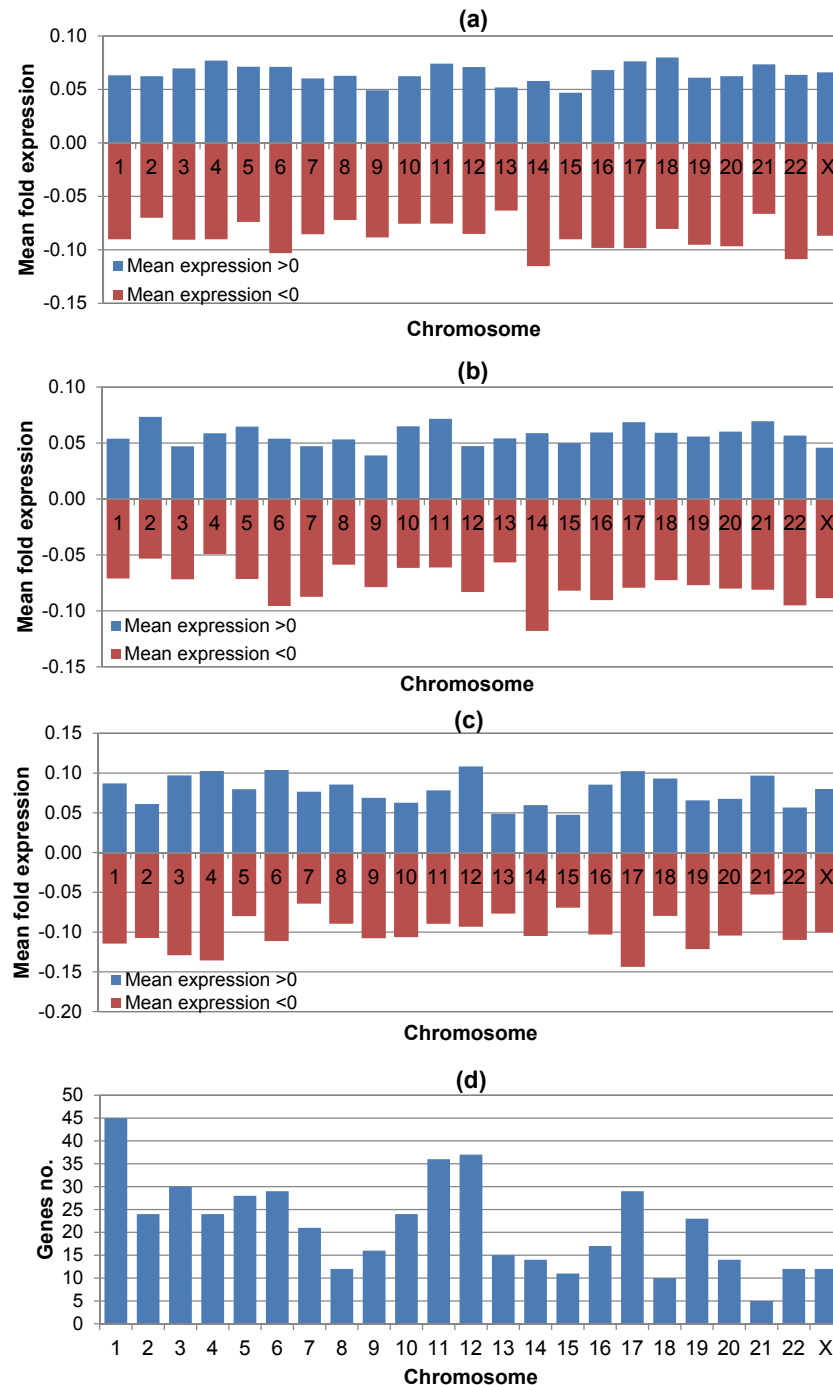 (a)
Mean fold expression
0.10
0.05
0.00
-0.05
-0.10
-0.15
1 2 3 4 5 6 7 8 9 10 11 12 13 14 15 16 17 18 19 20 21 22 X
Mean expression >0
Mean expression <0
Chromosome
(b)
Mean fold expression
0.10
0.05
0.00
-0.05
-0.10
-0.15
1 2 3 4 5 6 7 8 9 10 11 12 13 14 15 16 17 18 19 20 21 22 X
Mean expression >0
Mean expression <0
Chromosome
(c)
Mean fold expression
0.15
0.10
0.05
0.00
-0.05
-0.10
-0.15
-0.20
1 2 3 4 5 6 7 8 9 10 11 12 13 14 15 16 17 18 19 20 21 22 X
Mean expression >0
Mean expression <0
Chromosome
(d)
Genes no.
50
45
40
35
30
25
20
15
10
5
0
1 2 3 4 5 6 7 8 9 10 11 12 13 14 15 16 17 18 19 20 21 22 X
Chromosome